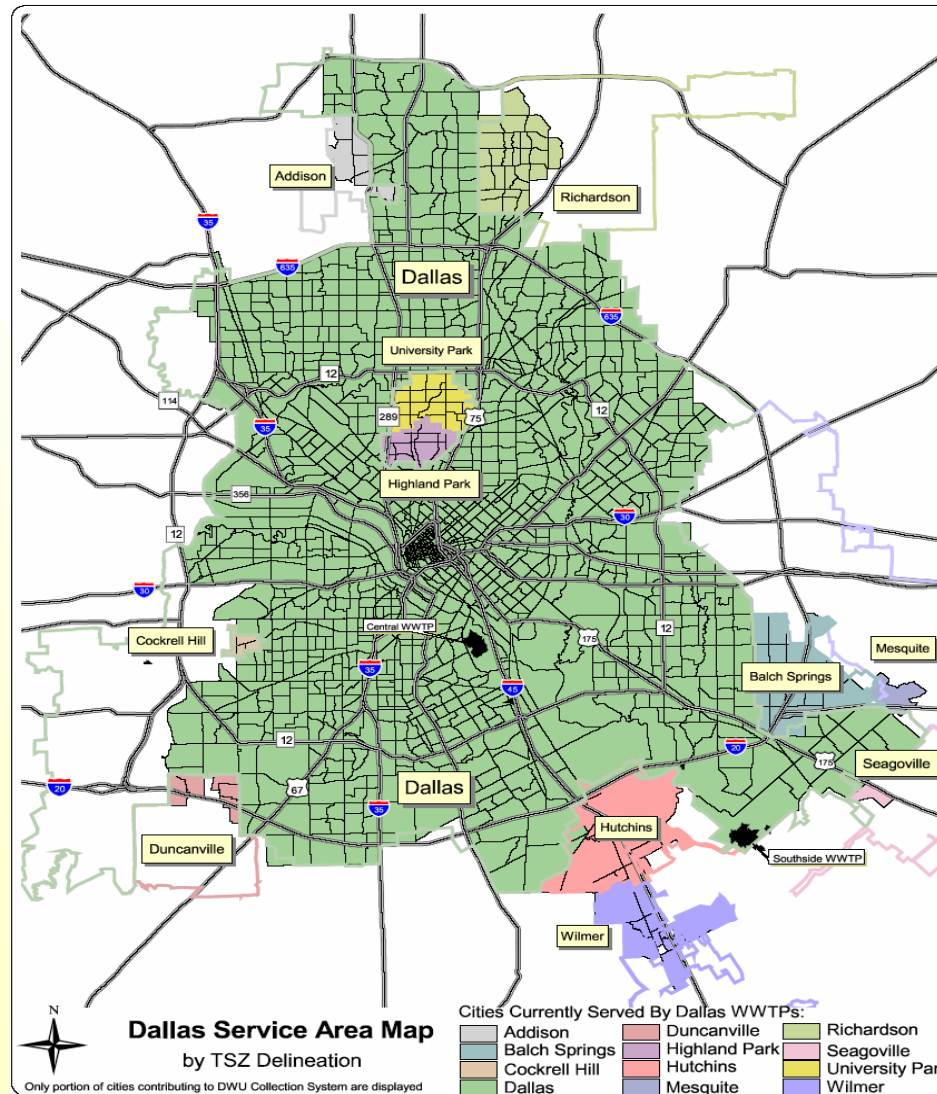 Addison
Richardson
35
635
Dallas
635
University Park
12
114
289
75
12
35
Highland Park
356
30
12
30
Central WWTP
175
12
Cockrell Hill
Mesquite
35
Balch Springs
45
12
20
Seagoville
175
20
67
Dallas
35
Hutchins
Duncanville
Southside WWTP
Wilmer
N
Dallas Service Area Map
by TSZ Delineation
Only portion of cities contributing to DWU Collection System are displayed
Cities Currently Served By Dallas WWTPs:
Addison
Balch Springs
Cockrell Hill
Dallas
Duncanville
Highland Park
Hutchins
Mesquite
Richardson
Seagoville
University Par
Wilmer